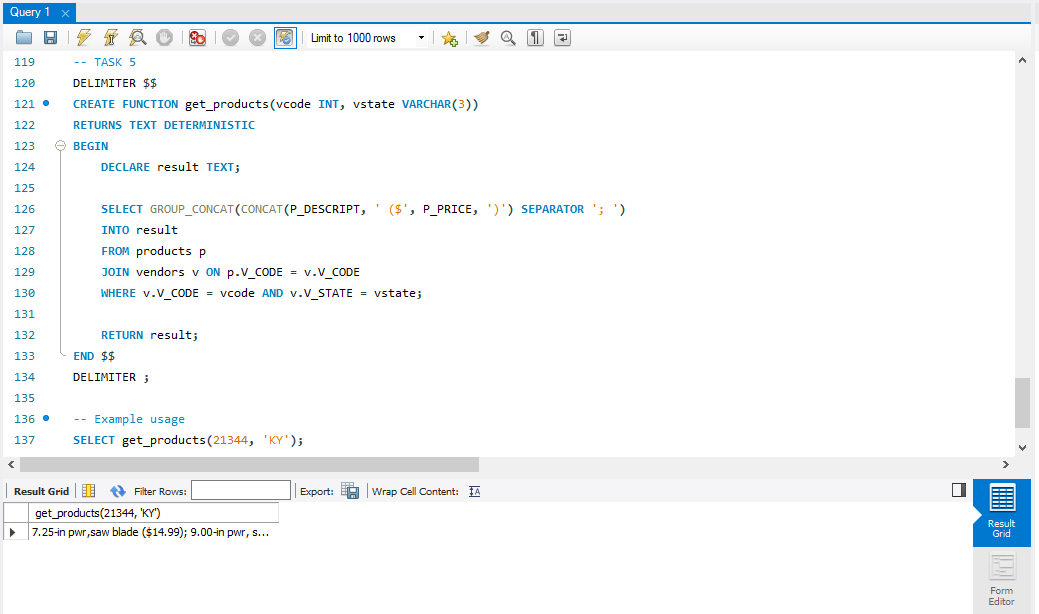 Query 1
Limit to 1000 rows
119 -- TASK 5
120 DELIMITER $$
121 CREATE FUNCTION get_products(vcode INT, vstate VARCHAR(3))
122 RETURNS TEXT DETERMINISTIC
123 BEGIN
124 DECLARE result TEXT;
125
126 SELECT GROUP_CONCAT(CONCAT(P_DESCRIPT, ' ($', P_PRICE, ')') SEPARATOR '; ')
127 INTO result
128 FROM products p
129 JOIN vendors v ON p.V_CODE = v.V_CODE
130 WHERE v.V_CODE = vcode AND v.V_STATE = vstate;
131
132 RETURN result;
133 END $$
134 DELIMITER ;
135
136 -- Example usage
137 SELECT get_products(21344, 'KY');
Result Grid Filter Rows: Export: Wrap Cell Content:
get_products(21344, 'KY')
7.25-in pwr,saw blade ($14.99); 9.00-in pwr, s...
Result
Grid
Form
Editor